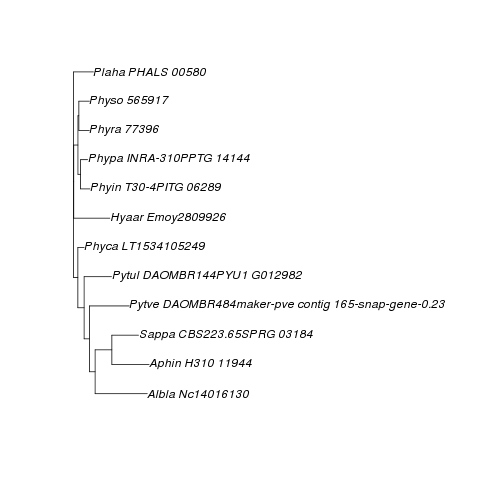 Plaha PHALS 00580
Physo 565917
Phyra 77396
Phypa INRA-310PPTG 14144
Phyin T30-4PITG 06289
Hyaar Emoy2809926
Phyca LT1534105249
Pytul DAOMBR144PYU1 G012982
Pytve DAOMBR484maker-pve contig 165-snap-gene-0.23
Sappa CBS223.65SPRG 03184
Aphin H310 11944
Albla Nc14016130